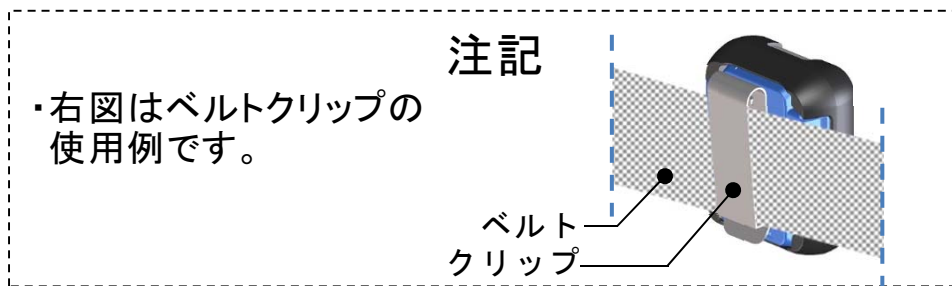 注記
・右図はベルトクリップの
使用例です。
ベルト
クリップ